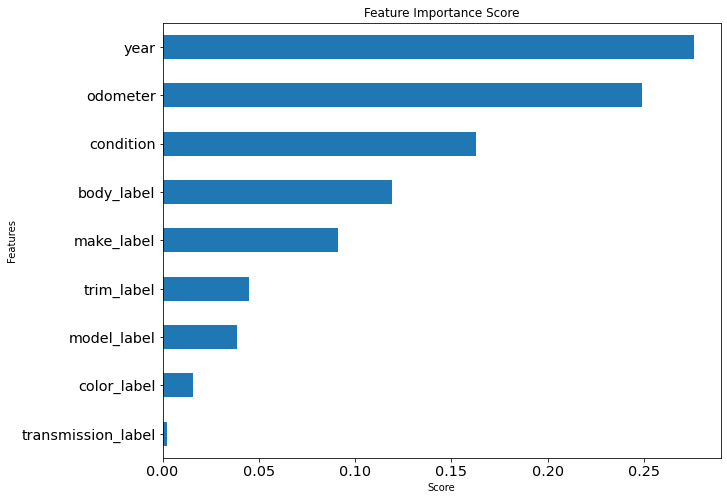 Feature Importance Score
year
odometer
condition
body_label
make_label
trim_label
model_label
color_label
transmission_label
Features
0.00 0.05 0.10 0.15 0.20 0.25
Score